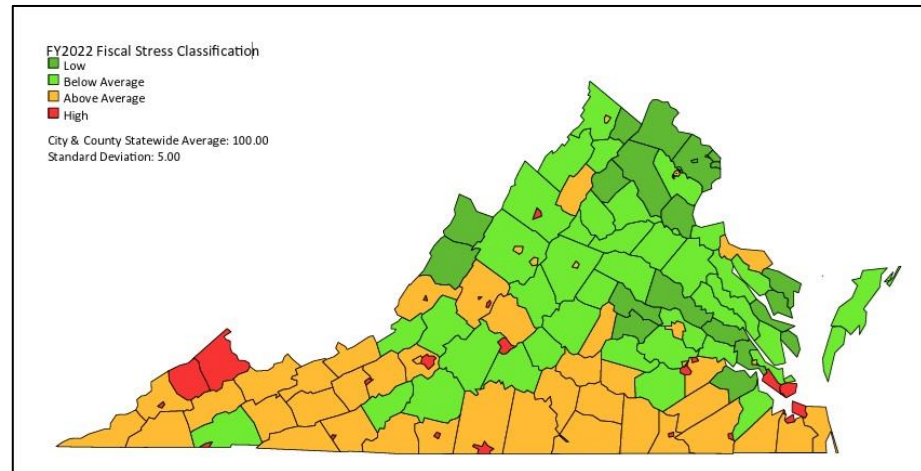 FY2022 Fiscal Stress Classification
Low
Below Average
Above Average
High
City & County Statewide Average: 100.00
Standard Deviation: 5.00